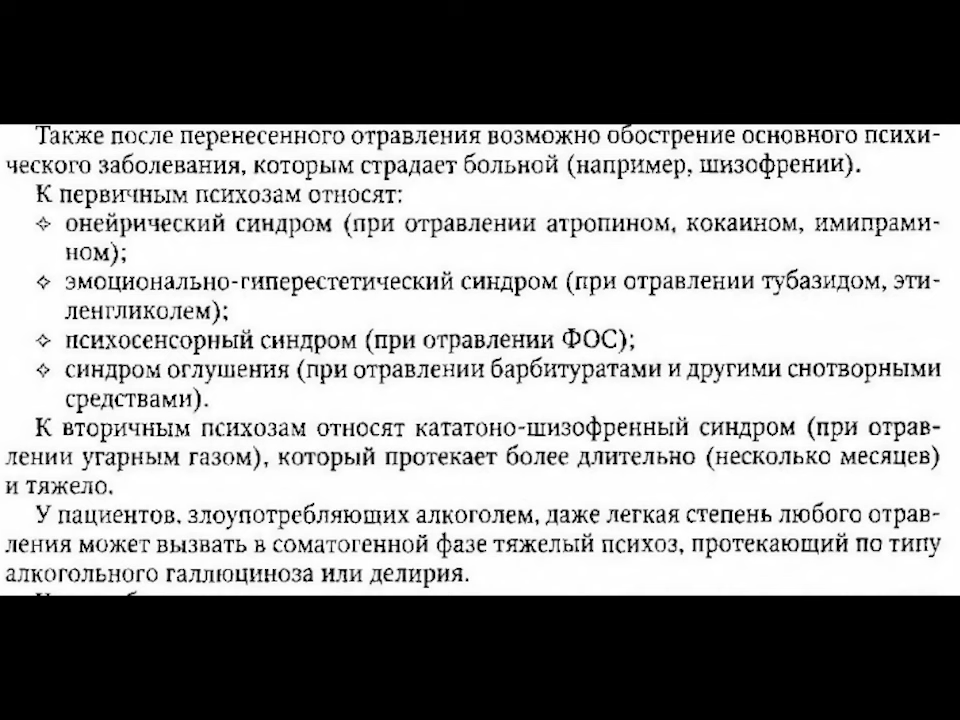 Также после перенесенного отравления возможно обострение основного психи-
ческого заболевания, которым страдает больной (например, шизофрении).
К первичным психозам относят:
✧ онейрический синдром (при отравлении атропином, кокаином, имипрами-
ном);
✧ эмоционально-гиперестетический синдром (при отравлении тубазидом, эти-
ленгликолем);
✧ психосенсорный синдром (при отравлении ФОС);
✧ синдром оглушения (при отравлении барбитуратами и другими снотворными
средствами).
К вторичным психозам относят кататоно-шизофренный синдром (при отрав-
лении угарным газом), который протекает более длительно (несколько месяцев)
и тяжело.
У пациентов, злоупотребляющих алкоголем, даже легкая степень любого отрав-
ления может вызвать в соматогенной фазе тяжелый психоз, протекающий по типу
алкогольного галлюциноза или делирия.